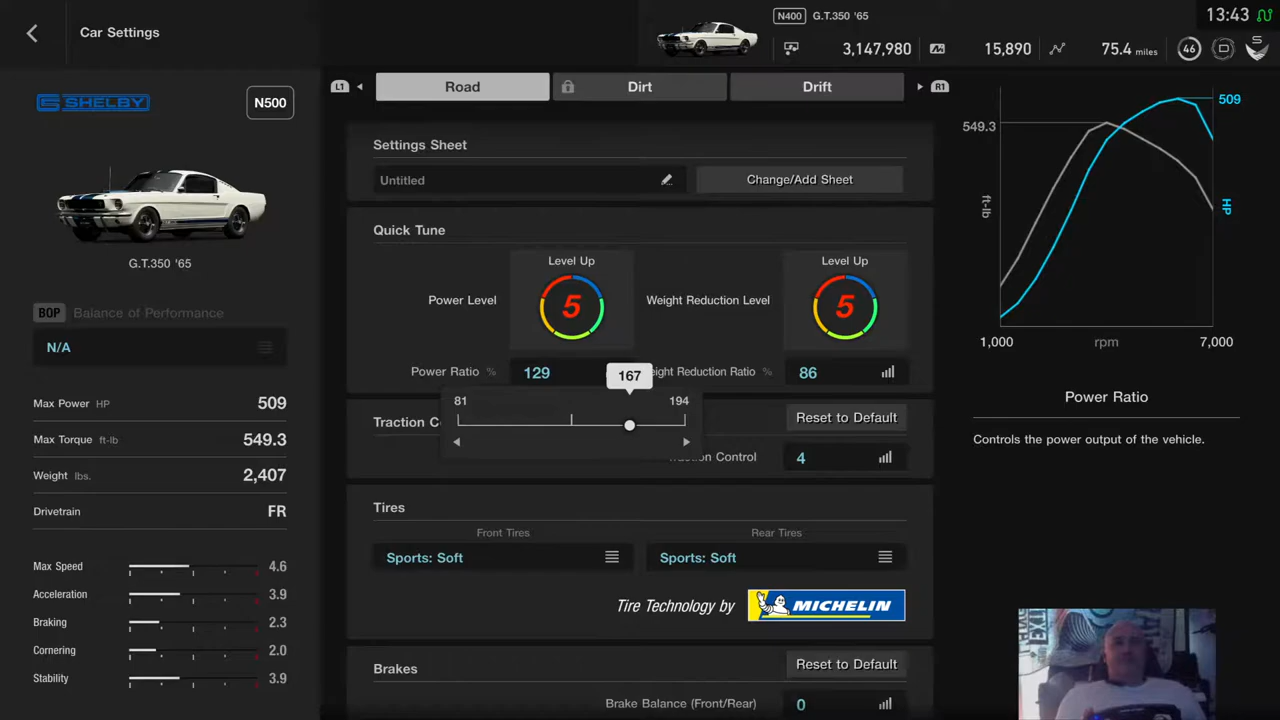 Car Settings
N400 G.T.350 '65
3,147,980
15,890
75.4 miles
46
S
13:43
SHELBY
N500
G.T.350 '65
BOP Balance of Performance
N/A
Max Power HP 509
Max Torque ft-lb 549.3
Weight lbs. 2,407
Drivetrain FR
Max Speed 4.6
Acceleration 3.9
Braking 2.3
Cornering 2.0
Stability 3.9
L1 Road Dirt Drift R1
Settings Sheet
Untitled Change/Add Sheet
Quick Tune
Level Up Level Up
Power Level 5 Weight Reduction Level 5
Power Ratio % 129 eight Reduction Ratio % 86
167
81 194
Traction Co Reset to Default
raction Control 4
Tires
Front Tires Rear Tires
Sports: Soft Sports: Soft
Tire Technology by MICHELIN
Brakes Reset to Default
Brake Balance (Front/Rear) 0
509
549.3
ft-lb HP
1,000 rpm 7,000
Power Ratio
Controls the power output of the vehicle.